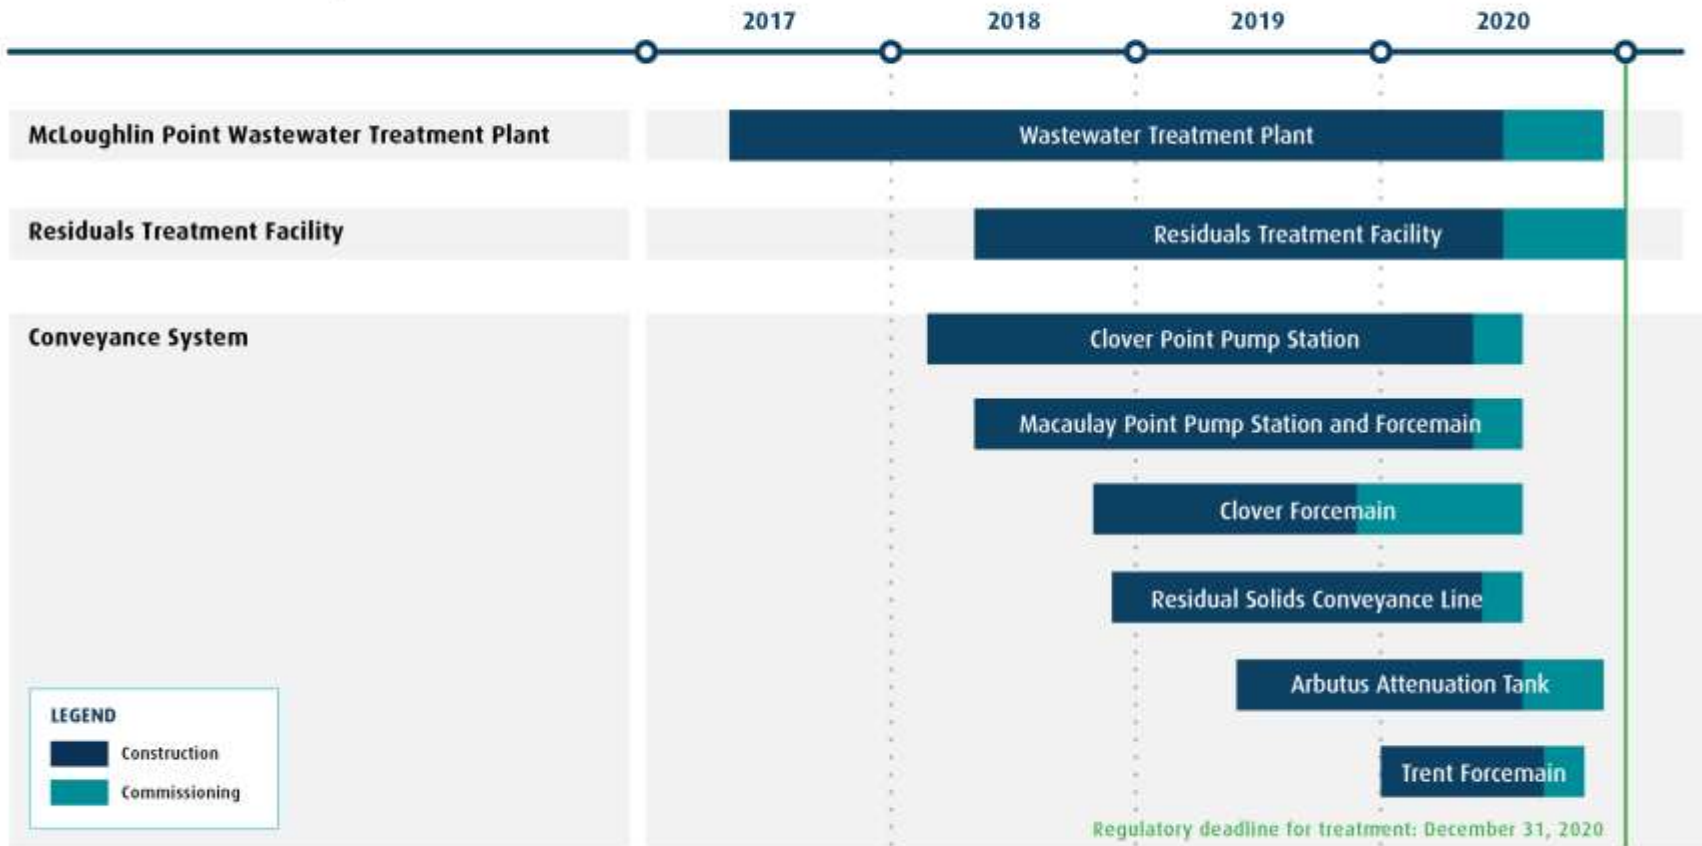 2017 2018 2019 2020
McLoughlin Point Wastewater Treatment Plant
Wastewater Treatment Plant
Residuals Treatment Facility
Residuals Treatment Facility
Conveyance System
Clover Point Pump Station
Macaulay Point Pump Station and Forcemain
Clover Forcemain
Residual Solids Conveyance Line
Arbutus Attenuation Tank
Trent Forcemain
LEGEND
Construction
Commissioning
Regulatory deadline for treatment: December 31, 2020